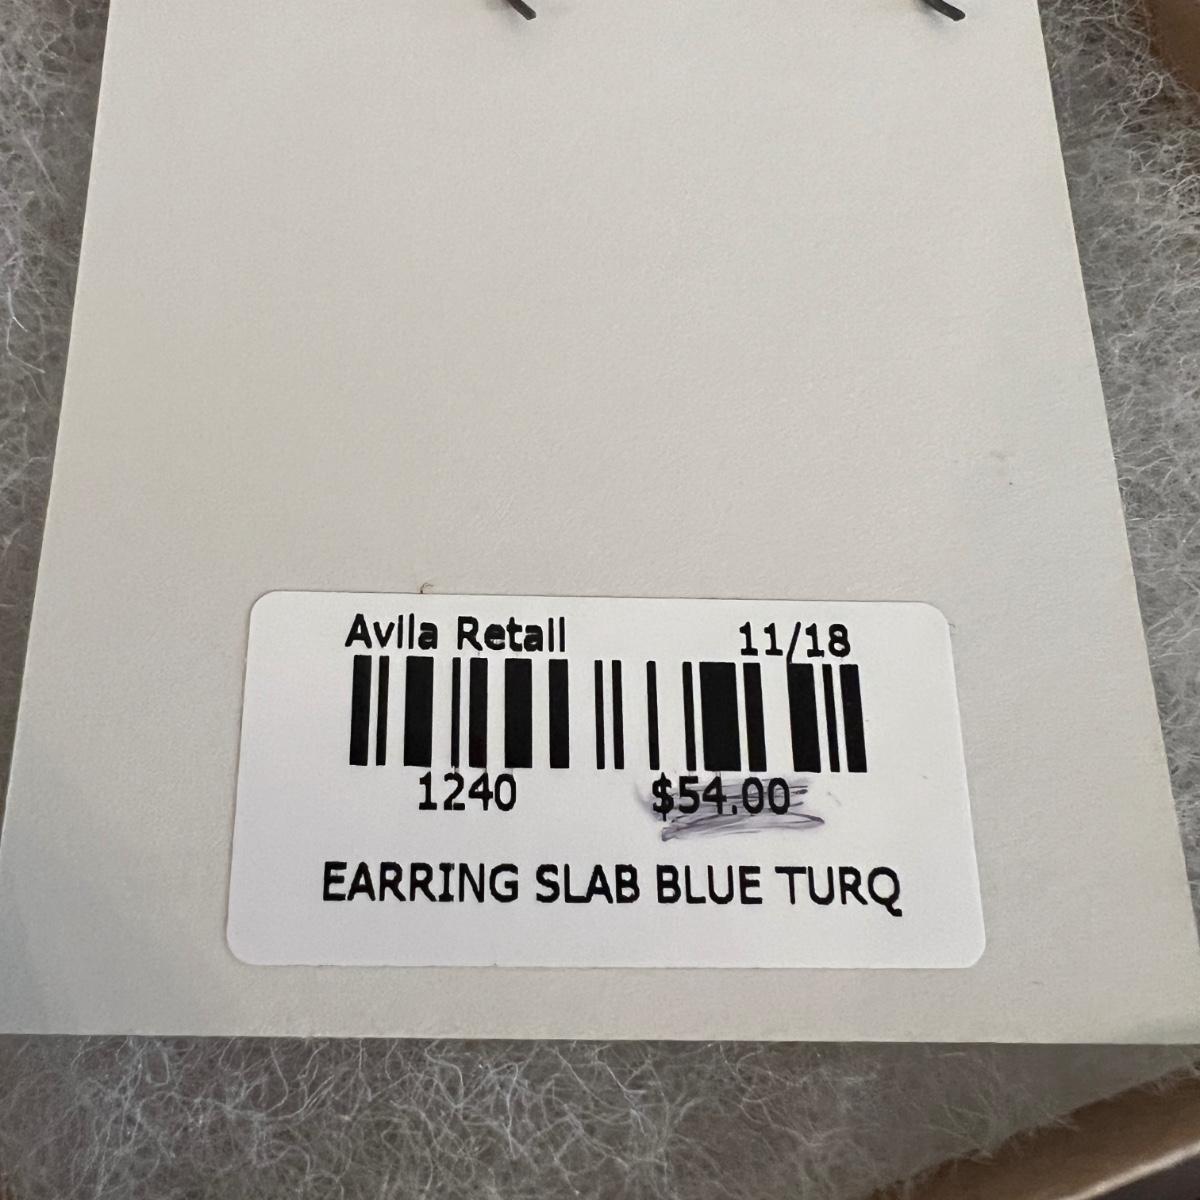 Avila Retail 11/18
1240 $54.00
EARRING SLAB BLUE TURQ